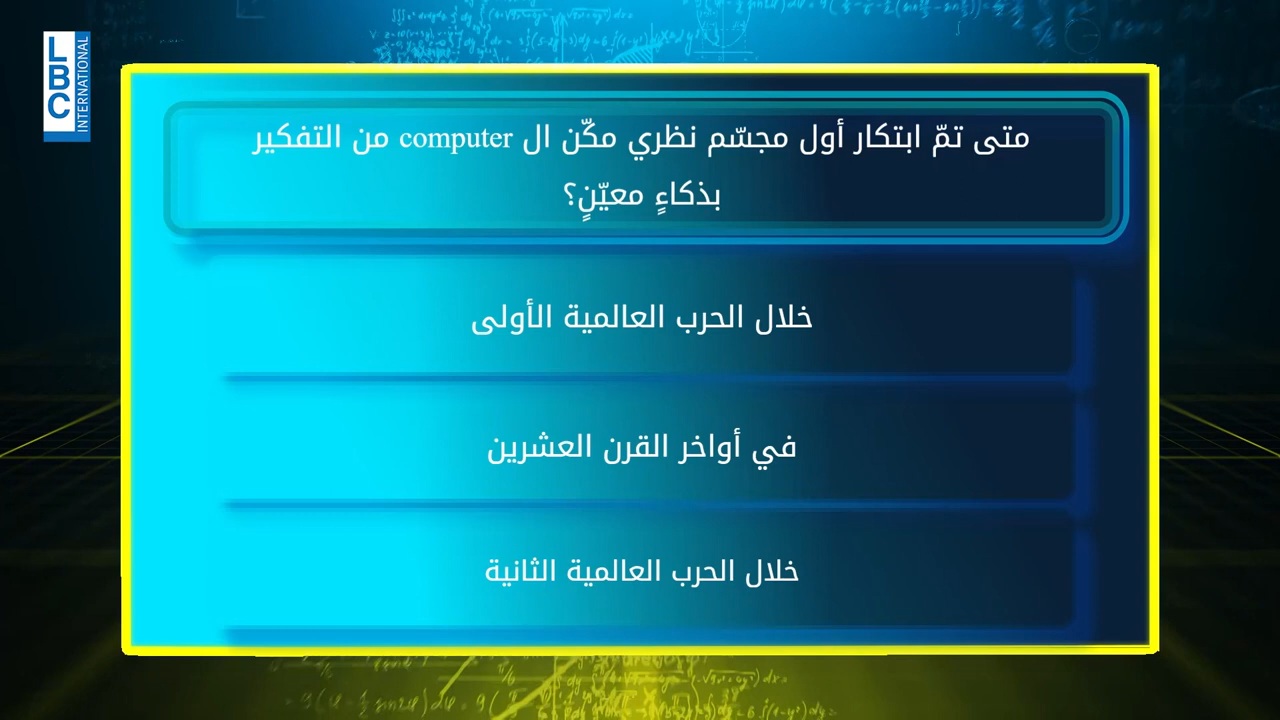 LBC
INTERNATIONAL
متى تمّ ابتكار أول مجسّم نظري مكّن ال computer من التفكير
بذكاءٍ معيّنٍ؟
خلال الحرب العالمية الأولى
في أواخر القرن العشرين
خلال الحرب العالمية الثانية